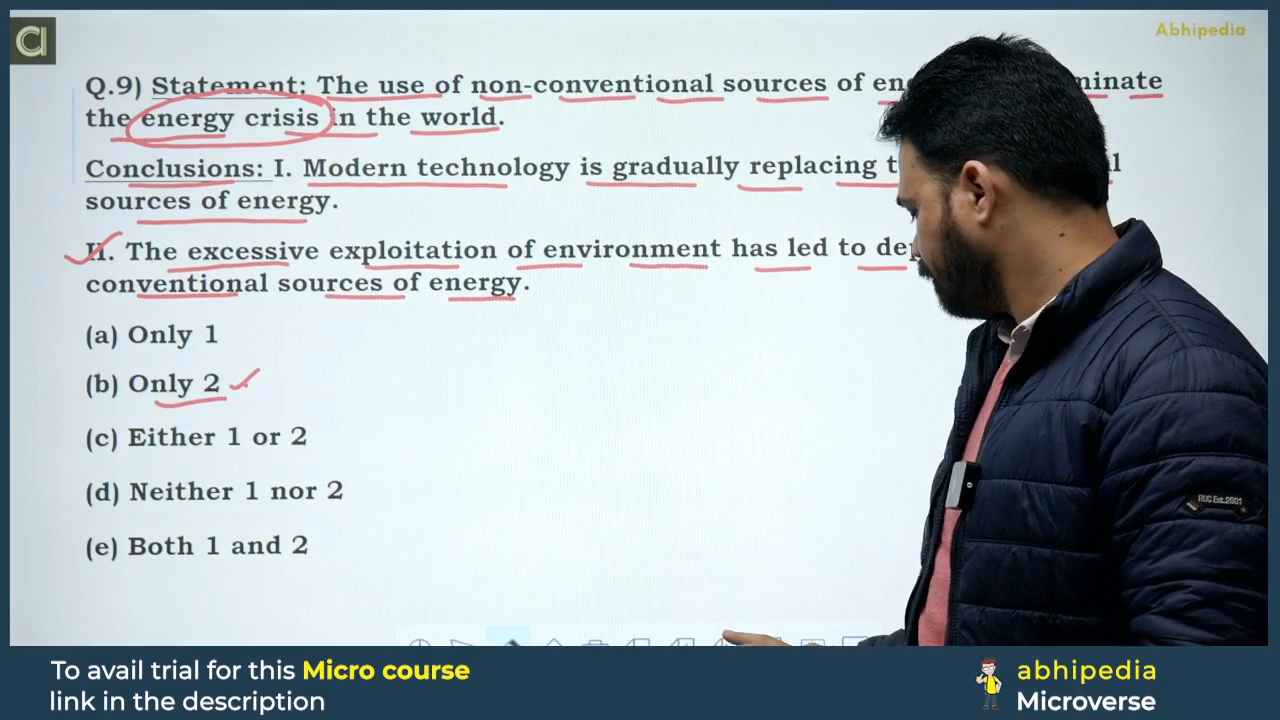 Abhipedia
Q.9) Statement: The use of non-conventional sources of
the energy crisis in the world.
Conclusions: I. Modern technology is gradually replacing
sources of energy.
II. The excessive exploitation of environment has led to
conventional sources of energy.
(a) Only 1
(b) Only 2
(c) Either 1 or 2
(d) Neither 1 nor 2
(e) Both 1 and 2
RUC Est.2001
To avail trial for this Micro course
link in the description
abhipedia
Microverse